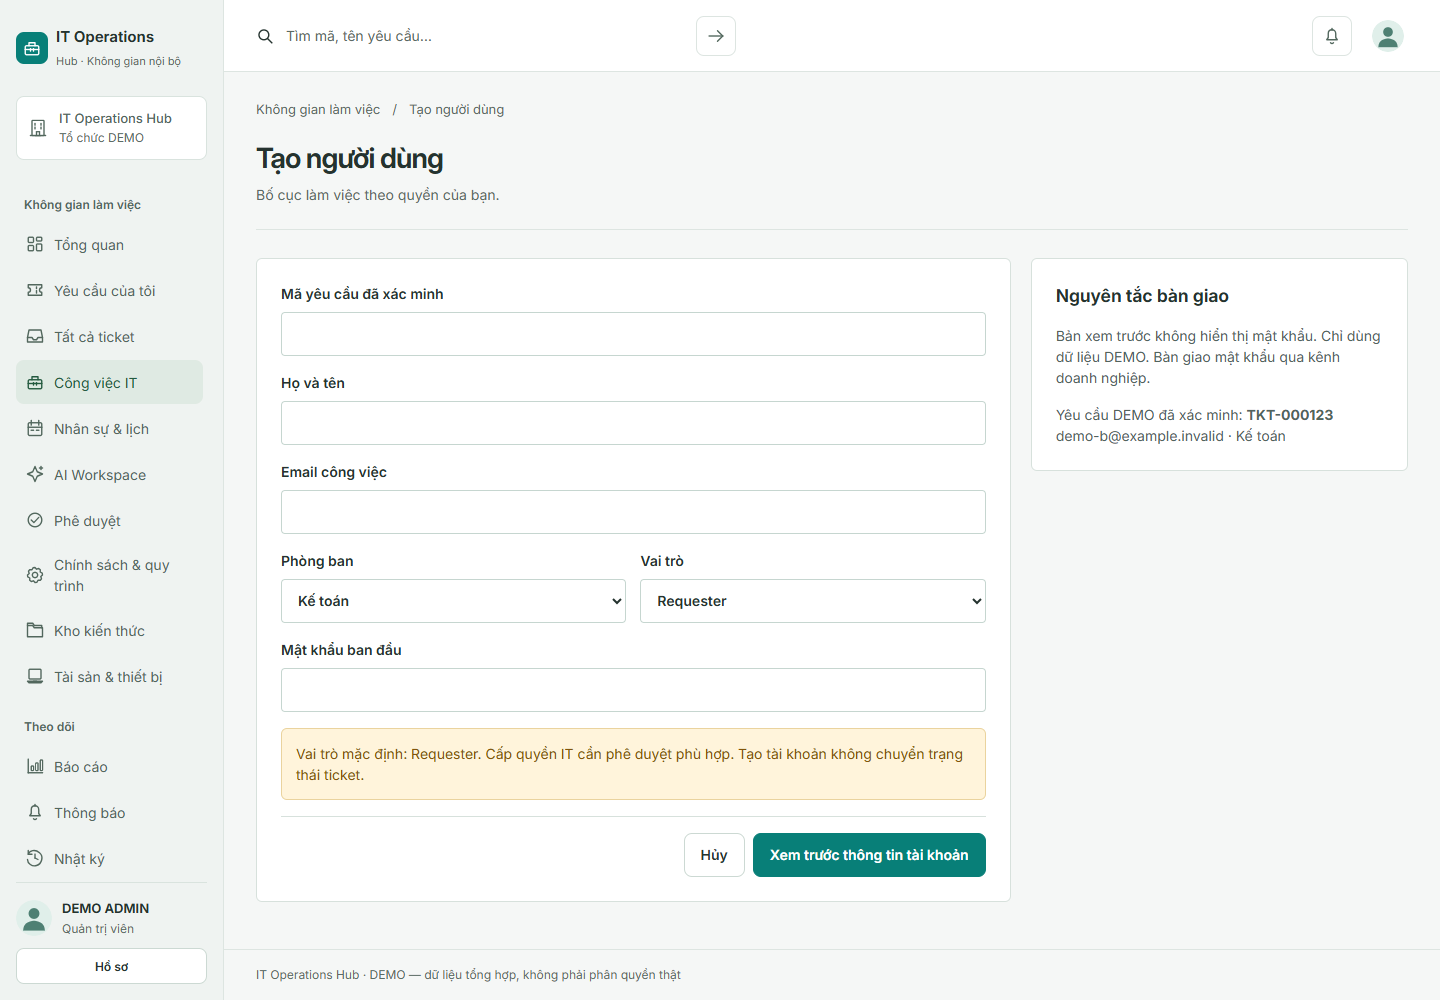 IT Operations
Hub · Không gian nội bộ
IT Operations Hub
Tổ chức DEMO
Không gian làm việc
Tổng quan
Yêu cầu của tôi
Tất cả ticket
Công việc IT
Nhân sự & lịch
AI Workspace
Phê duyệt
Chính sách & quy
trình
Kho kiến thức
Tài sản & thiết bị
Theo dõi
Báo cáo
Thông báo
Nhật ký
DEMO ADMIN
Quản trị viên
Hồ sơ
Tìm mã, tên yêu cầu...
Không gian làm việc / Tạo người dùng
Tạo người dùng
Bố cục làm việc theo quyền của bạn.
Mã yêu cầu đã xác minh
Họ và tên
Email công việc
Phòng ban
Vai trò
Kế toán
Requester
Mật khẩu ban đầu
Vai trò mặc định: Requester. Cấp quyền IT cần phê duyệt phù hợp. Tạo tài khoản không chuyển trạng
thái ticket.
Hủy
Xem trước thông tin tài khoản
Nguyên tắc bàn giao
Bản xem trước không hiển thị mật khẩu. Chỉ dùng
dữ liệu DEMO. Bàn giao mật khẩu qua kênh
doanh nghiệp.
Yêu cầu DEMO đã xác minh: TKT-000123
demo-b@example.invalid · Kế toán
IT Operations Hub · DEMO — dữ liệu tổng hợp, không phải phân quyền thật